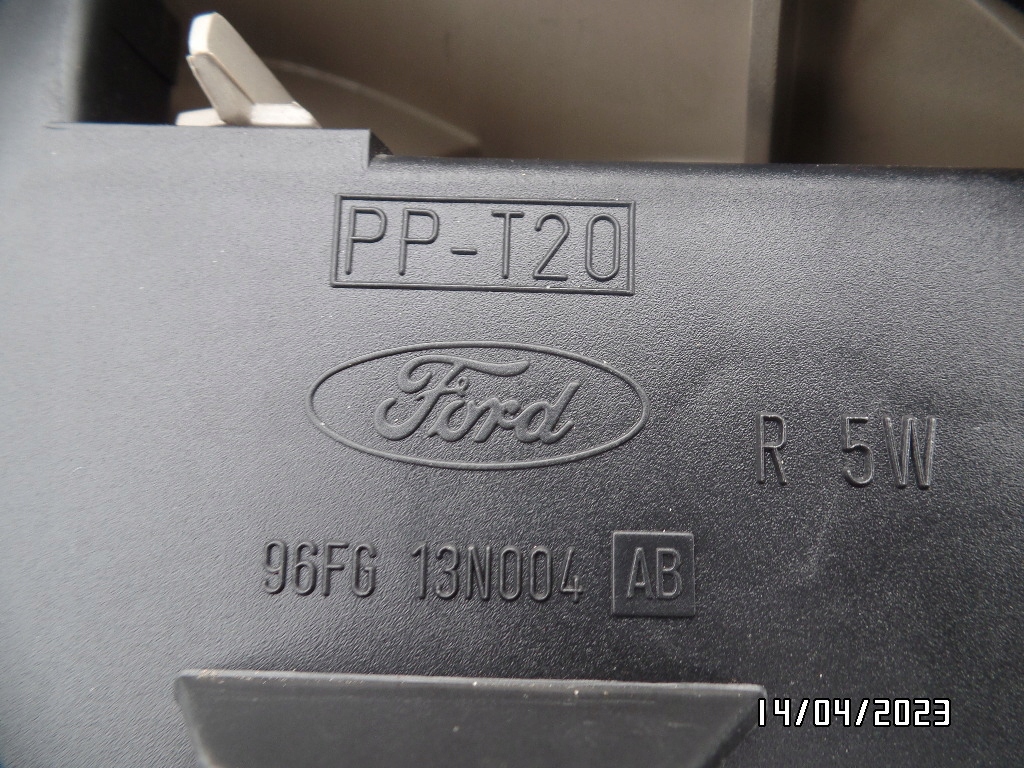 PP-T20
Ford
R 5W
96FG 13N004 AB
14/04/2023